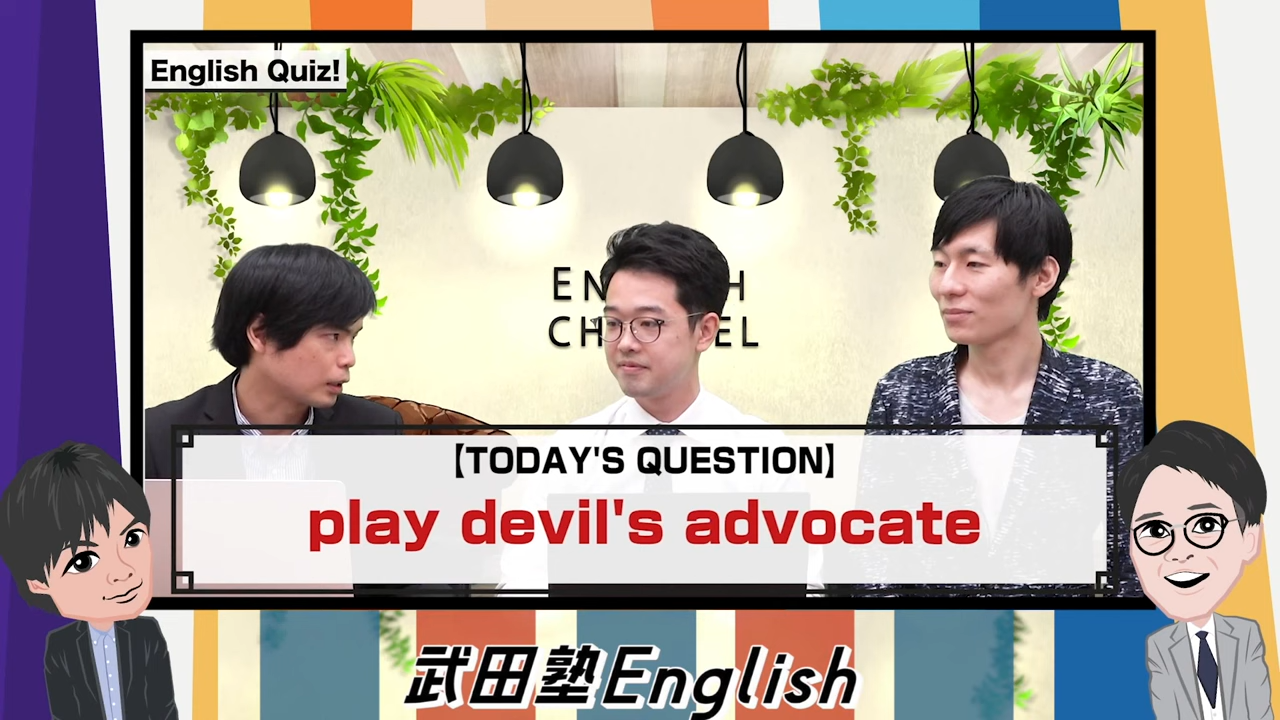 English Quiz!
【TODAY'S QUESTION】
play devil's advocate
武田塾English